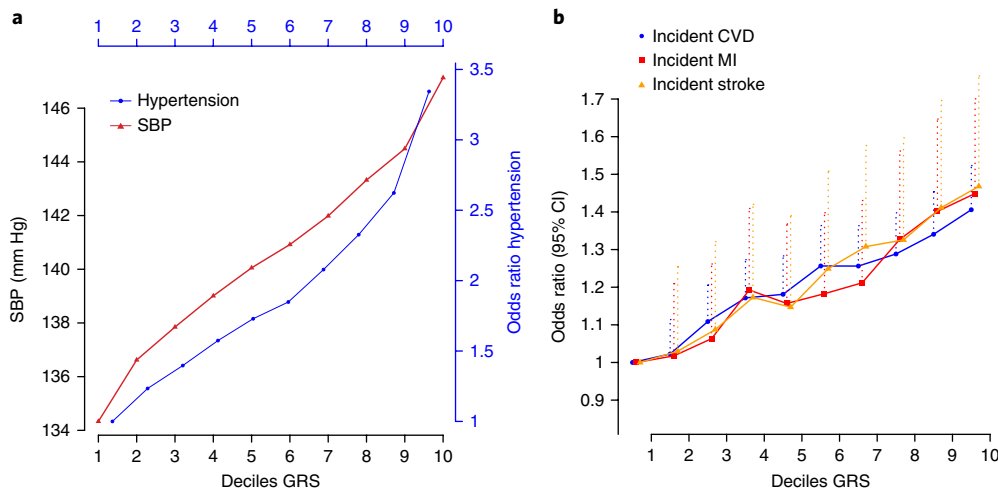 a
1 2 3 4 5 6 7 8 9 10
Hypertension
SBP
SBP (mm Hg)
146
144
142
140
138
136
134
3.5
3
2.5
2
1.5
1
Odds ratio hypertension
1 2 3 4 5 6 7 8 9 10
Deciles GRS
b
Incident CVD
Incident MI
Incident stroke
Odds ratio (95% CI)
1.7
1.6
1.4
1.3
1.2
1.1
1
0.9
1 2 3 4 5 6 7 8 9 10
Deciles GRS